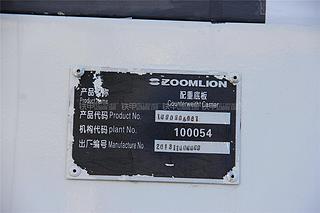 ZOOMLION
产品名称 配重底板
Product Name Counterweight Carrier
产品代码 Product No.
机构代码 plant No. 100054
出厂编号 Manufacture No